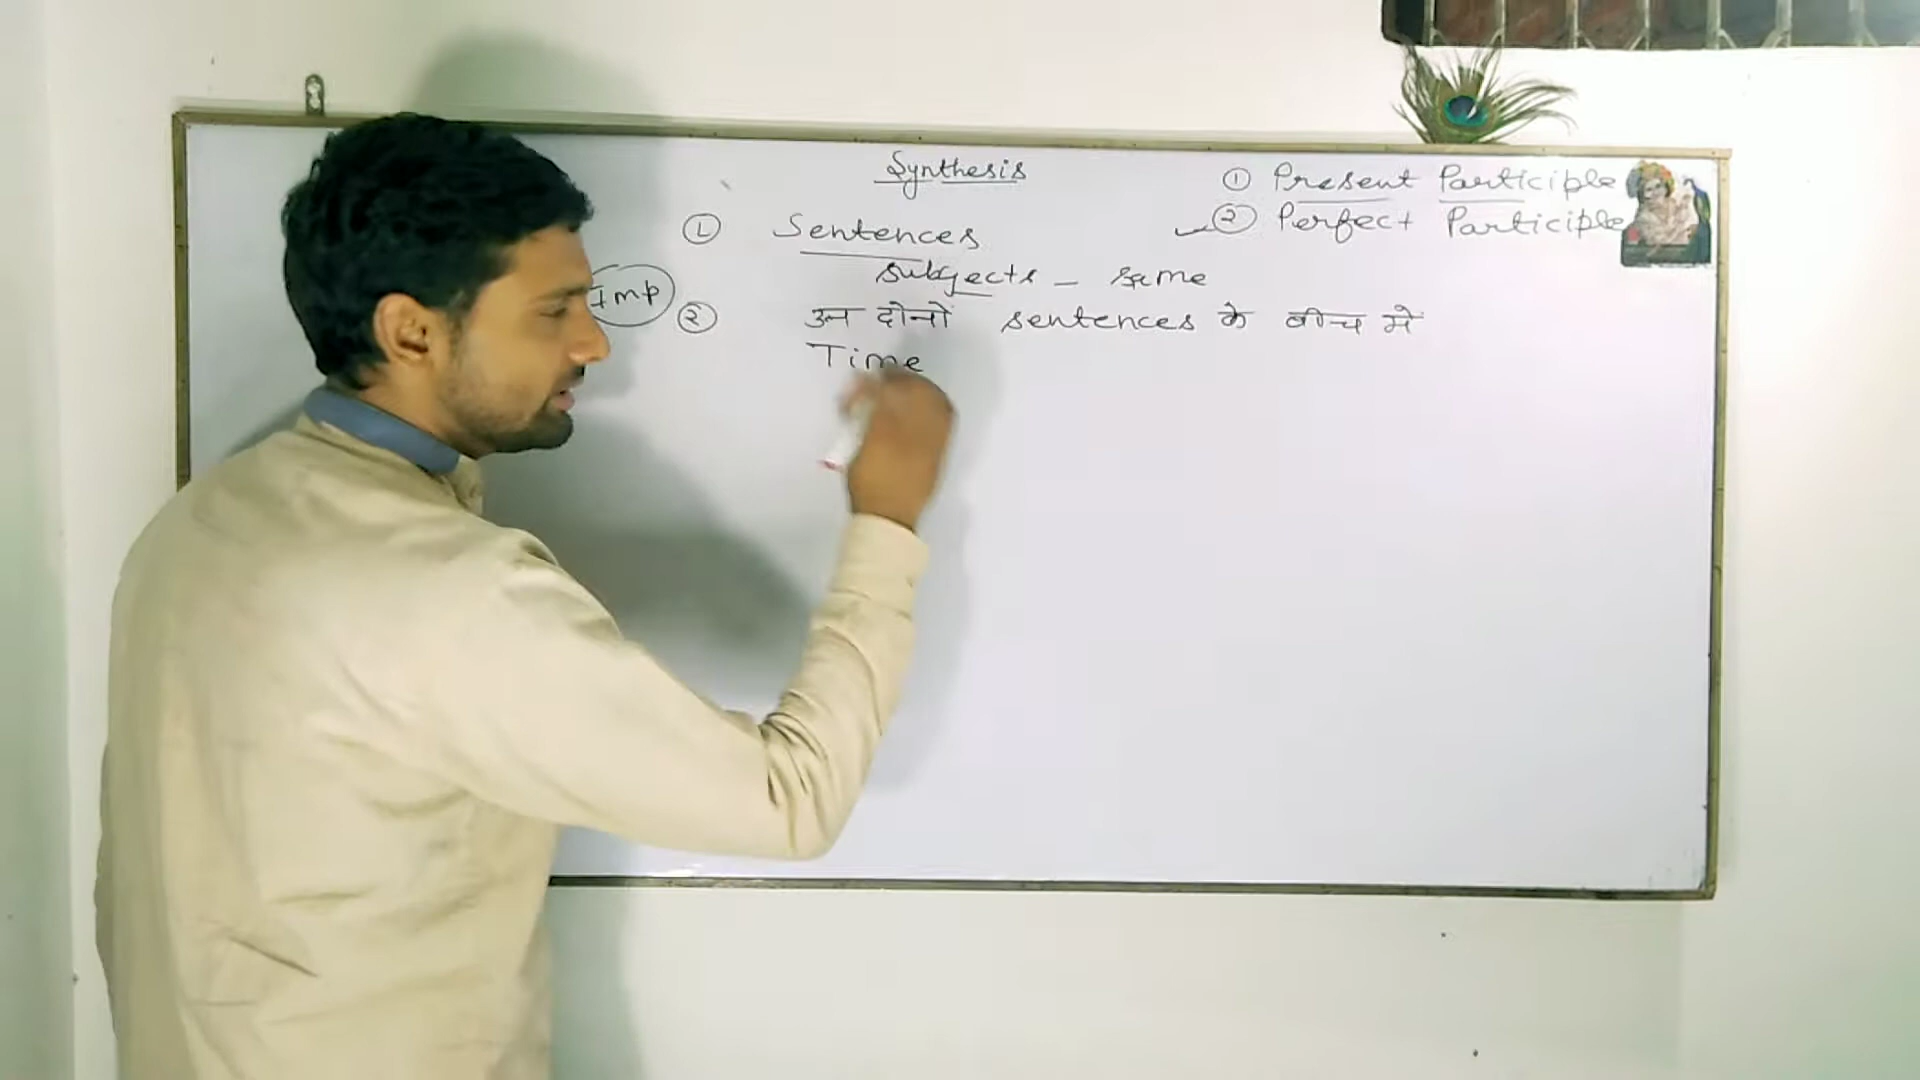 Synthesis
① Present Participle
② Perfect Participle
① Sentences
subjects - same
Imp ② उन दोनों sentences के बीच में
Time